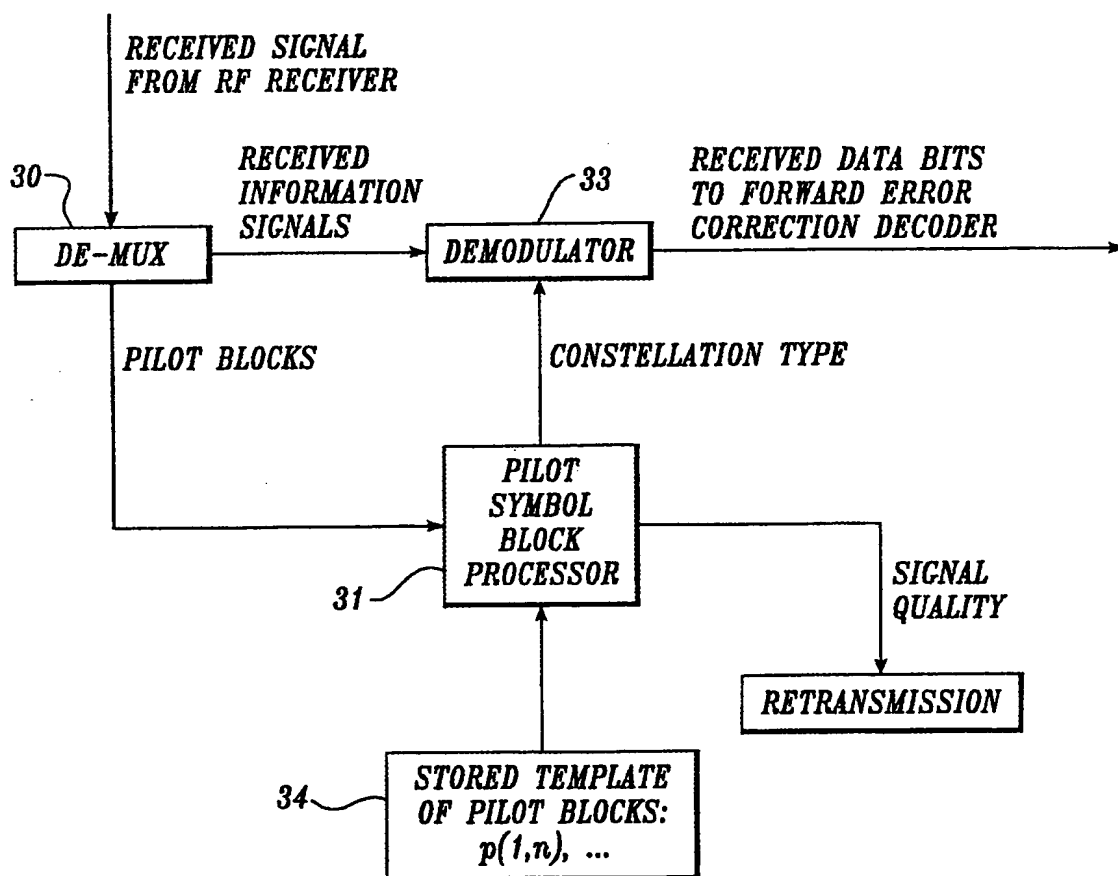 RECEIVED SIGNAL
FROM RF RECEIVER
30
RECEIVED
INFORMATION
SIGNALS
33
RECEIVED DATA BITS
TO FORWARD ERROR
CORRECTION DECODER
DE-MUX
DEMODULATOR
PILOT BLOCKS
CONSTELLATION TYPE
PILOT
SYMBOL
BLOCK
PROCESSOR
31
SIGNAL
QUALITY
RETRANSMISSION
34
STORED TEMPLATE
OF PILOT BLOCKS:
p(1,n), ...